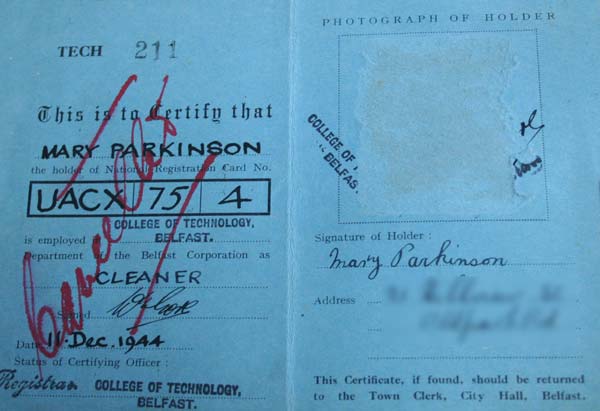 TECH 211
This is to Certify that
MARY PARKINSON
the holder of National Registration Card No.
UACX 75 4
COLLEGE OF TECHNOLOGY,
is employed in
BELFAST.
Department of the Belfast Corporation as
CLEANER
Signed
Date 11 Dec. 1944
Status of Certifying Officer :
Registrar COLLEGE OF TECHNOLOGY,
BELFAST.
Cancelled
PHOTOGRAPH OF HOLDER
COLLEGE OF
BELFAST.
Signature of Holder :
Mary Parkinson
Address
This Certificate, if found, should be returned
to the Town Clerk, City Hall, Belfast.